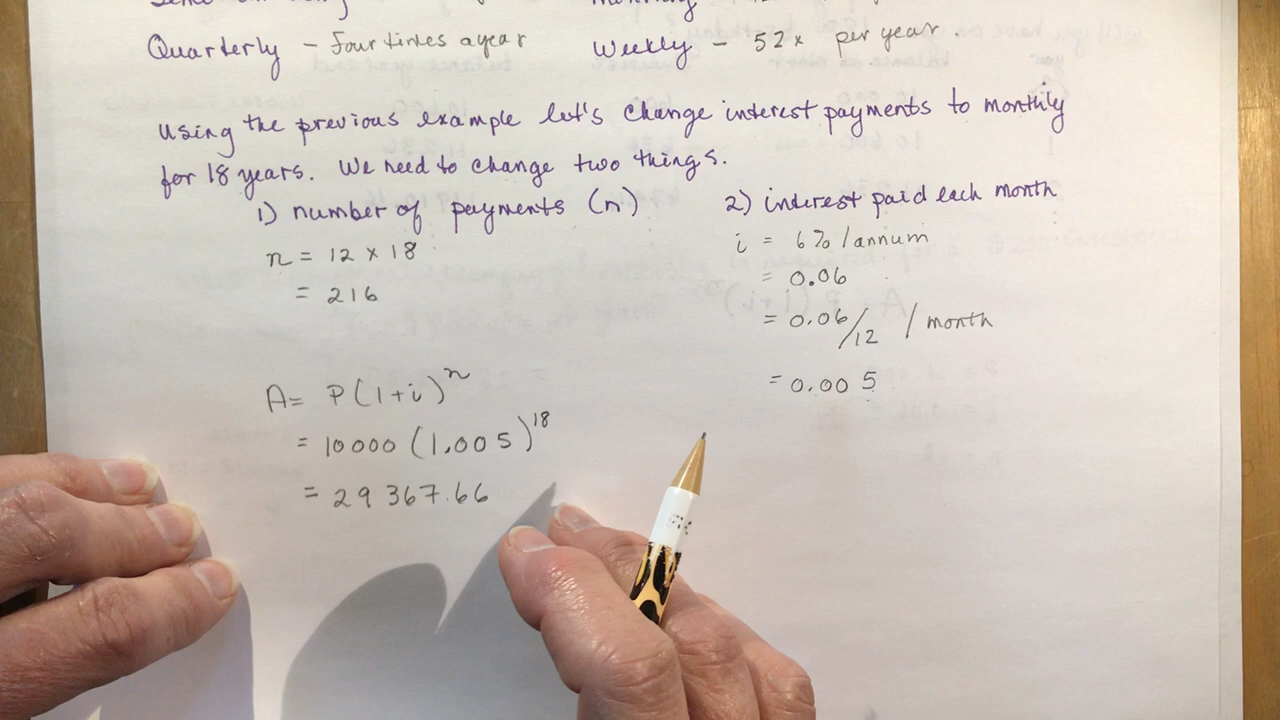 Quarterly - four times a year
Weekly - 52x per year.
Using the previous example let's change interest payments to monthly
for 18 years. We need to change two things.
1) number of payments (n)
n = 12 x 18
= 216
2) interest paid each month
i = 6% / annum
= 0.06
= 0.06/12 / month
= 0.005
A = P(1+i)^n
= 10000 (1.005)^18
= 29 367.66